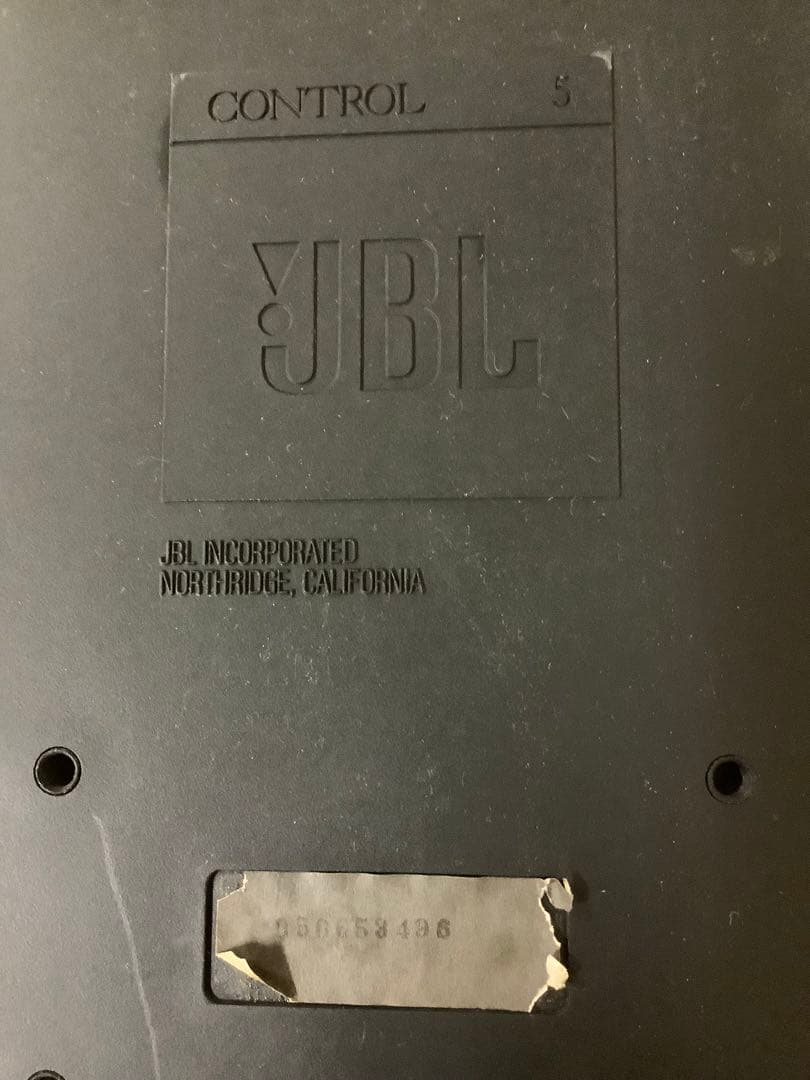 CONTROL 5
JBL
JBL INCORPORATED
NORTHRIDGE, CALIFORNIA